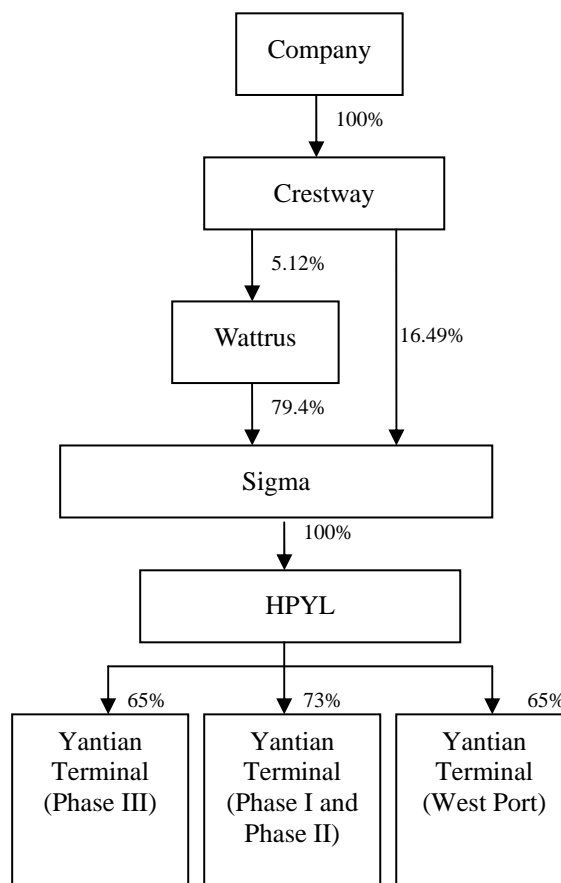 Company
100%
Crestway
5.12%
Wattrus
16.49%
79.4%
Sigma
100%
HPYL
65%
73%
65%
Yantian
Terminal
(Phase III)
Yantian
Terminal
(Phase I and
Phase II)
Yantian
Terminal
(West Port)